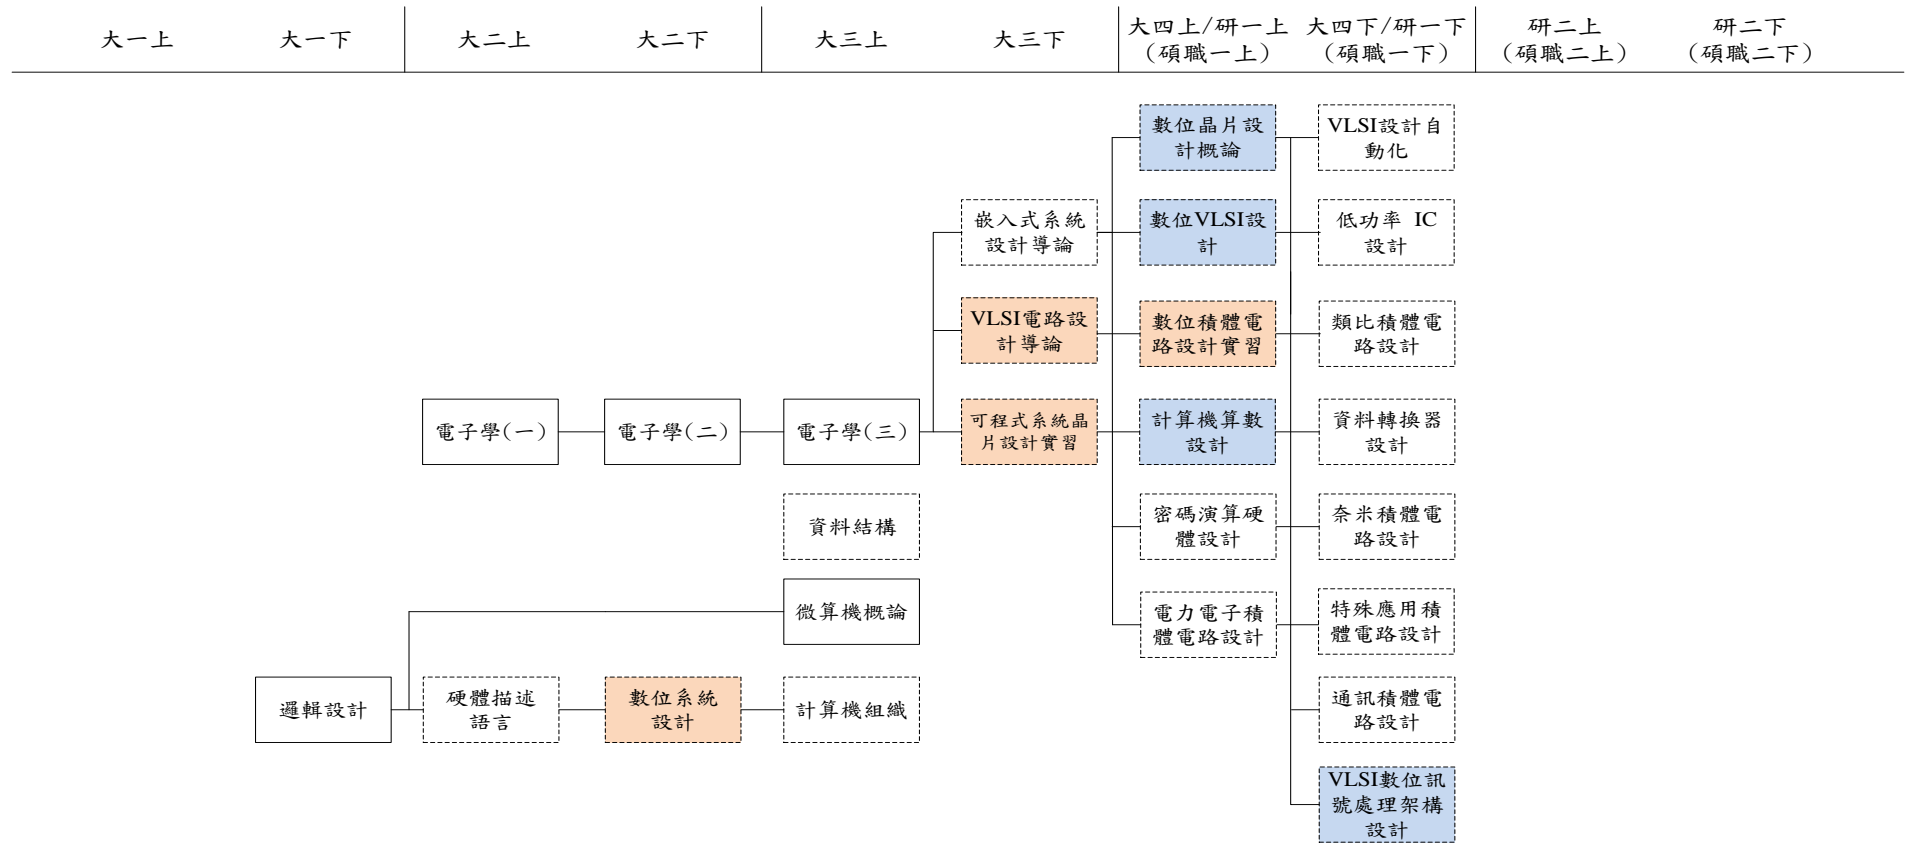 大一上
大一下
大二上
大二下
大三上
大三下
大四上/研一上
(碩職一上)
大四下/研一下
(碩職一下)
研二上
(碩職二上)
研二下
(碩職二下)
數位晶片設
計概論
VLSI設計自
動化
嵌入式系統
設計導論
數位VLSI設
計
低功率 IC
設計
VLSI電路設
計導論
數位積體電
路設計實習
類比積體電
路設計
電子學(一)
電子學(二)
電子學(三)
可程式系統晶
片設計實習
計算機算數
設計
資料轉換器
設計
資料結構
密碼演算硬
體設計
奈米積體電
路設計
微算機概論
電力電子積
體電路設計
特殊應用積
體電路設計
邏輯設計
硬體描述
語言
數位系統
設計
計算機組織
通訊積體電
路設計
VLSI數位訊
號處理架構
設計